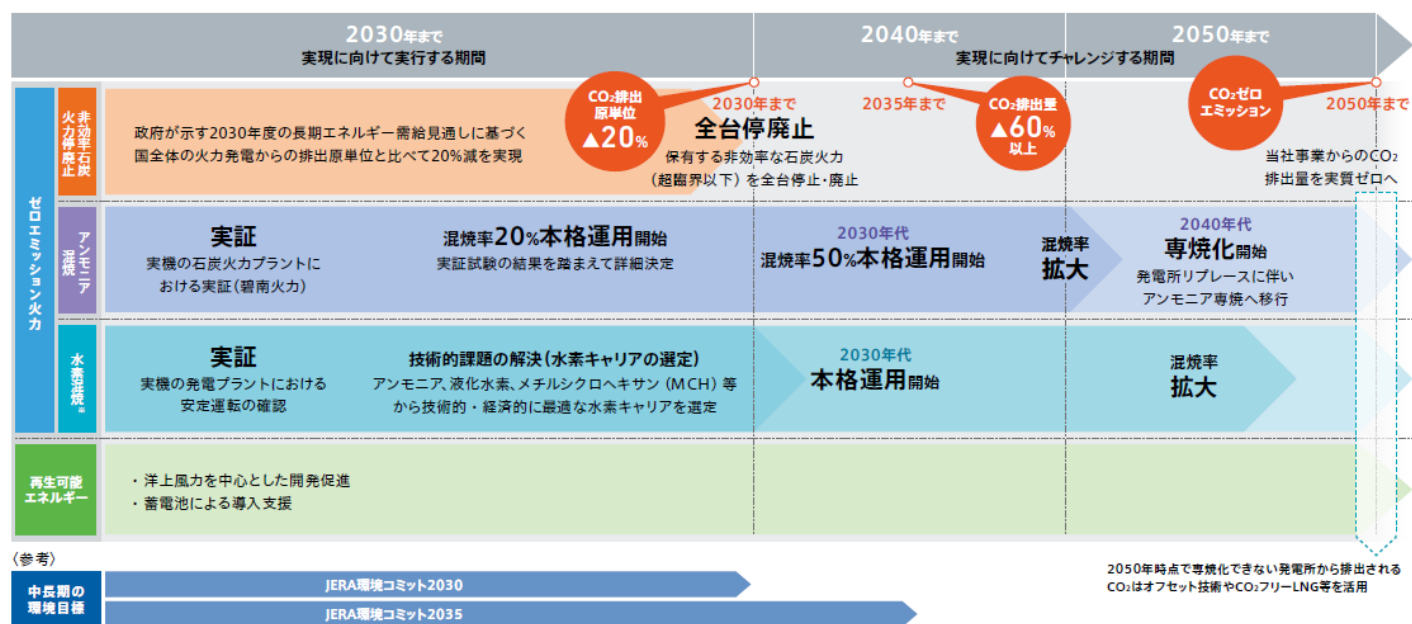 2030年まで
実現に向けて実行する期間
2040年まで
2050年まで
実現に向けてチャレンジする期間
ゼロエミッション火力
非効率石炭
火力停廃止
政府が示す2030年度の長期エネルギー需給見通しに基づく
国全体の火力発電からの排出原単位と比べて20%減を実現
CO₂排出
原単位
▲20%
2030年まで
全台停廃止
保有する非効率な石炭火力
（超臨界以下）を全台停止・廃止
2035年まで
CO₂排出量
▲60%
以上
CO₂ゼロ
エミッション
2050年まで
当社事業からのCO₂
排出量を実質ゼロへ
アンモニア
混焼
実証
実機の石炭火力プラントに
おける実証（碧南火力）
混焼率20%本格運用開始
実証試験の結果を踏まえて詳細決定
2030年代
混焼率50%本格運用開始
混焼率
拡大
2040年代
専焼化開始
発電所リプレースに伴い
アンモニア専焼へ移行
水素混焼※
実証
実機の発電プラントにおける
安定運転の確認
技術的課題の解決（水素キャリアの選定）
アンモニア、液化水素、メチルシクロヘキサン（MCH）等
から技術的・経済的に最適な水素キャリアを選定
2030年代
本格運用開始
混焼率
拡大
再生可能
エネルギー
・洋上風力を中心とした開発促進
・蓄電池による導入支援
〈参考〉
中長期の
環境目標
JERA環境コミット2030
JERA環境コミット2035
2050年時点で専焼化できない発電所から排出される
CO₂はオフセット技術やCO₂フリーLNG等を活用